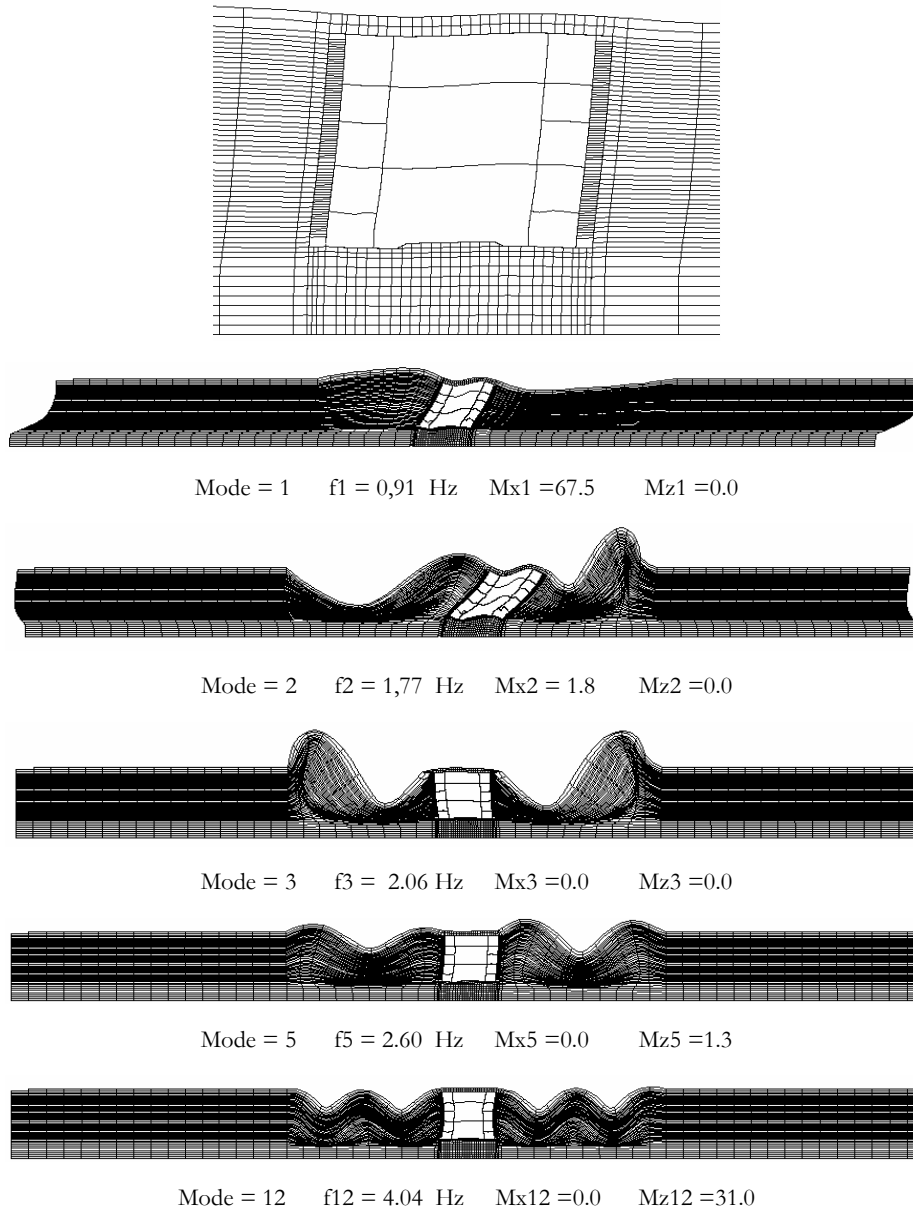 Mode = 1 f1 = 0,91 Hz Mx1 =67.5 Mz1 =0.0
Mode = 2 f2 = 1,77 Hz Mx2 = 1.8 Mz2 =0.0
Mode = 3 f3 = 2.06 Hz Mx3 =0.0 Mz3 =0.0
Mode = 5 f5 = 2.60 Hz Mx5 =0.0 Mz5 =1.3
Mode = 12 f12 = 4.04 Hz Mx12 =0.0 Mz12 =31.0